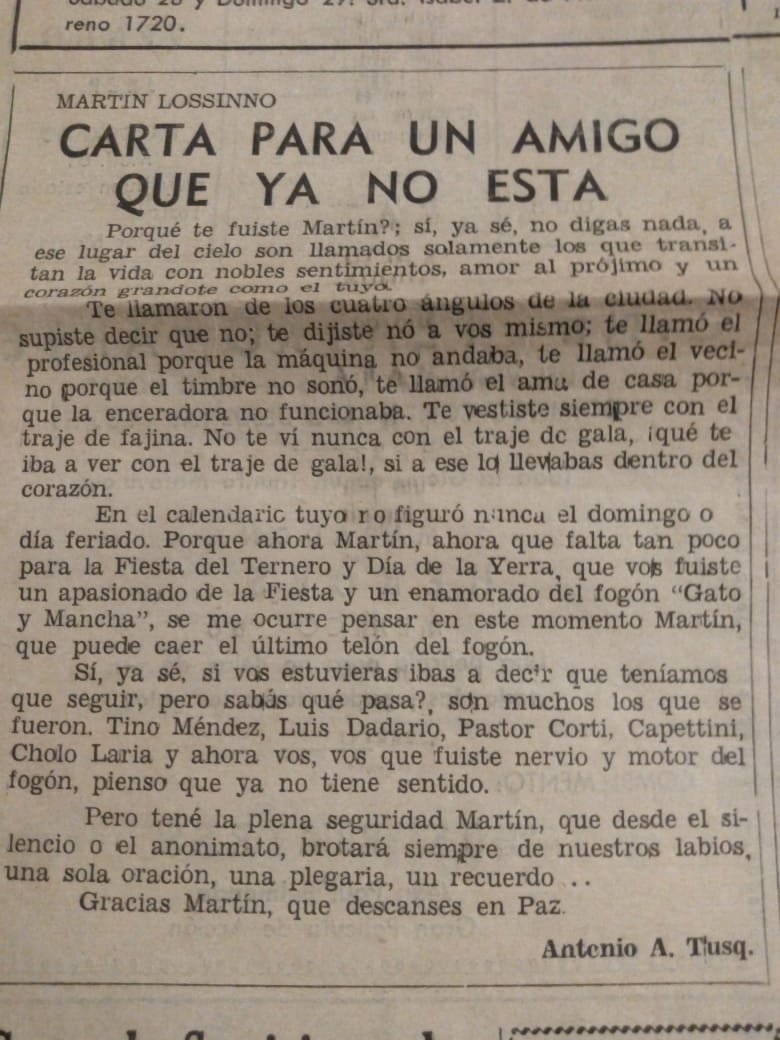 reno 1720.
MARTIN LOSSINNO
CARTA PARA UN AMIGO
QUE YA NO ESTA
Porqué te fuiste Martín?; sí, ya sé, no digas nada, a
ese lugar del cielo son llamados solamente los que transi-
tan la vida con nobles sentimientos, amor al prójimo y un
corazón grandote como el tuyo.
Te llamaron de los cuatro ángulos de la ciudad. No
supiste decir que no; te dijiste nó a vos mismo; te llamó el
profesional porque la máquina no andaba, te llamó el veci-
no porque el timbre no sonó, te llamó el ama de casa por-
que la enceradora no funcionaba. Te vestiste siempre con el
traje de fajina. No te ví nunca con el traje de gala, ¡qué te
iba a ver con el traje de gala!, si a ese lo llevabas dentro del
corazón.
En el calendario tuyo no figuró nunca el domingo o
día feriado. Porque ahora Martín, ahora que falta tan poco
para la Fiesta del Ternero y Día de la Yerra, que vos fuiste
un apasionado de la Fiesta y un enamorado del fogón "Gato
y Mancha", se me ocurre pensar en este momento Martín,
que puede caer el último telón del fogón.
Sí, ya sé, si vos estuvieras ibas a decir que teníamos
que seguir, pero sabás qué pasa?, son muchos los que se
fueron. Tino Méndez, Luis Dadario, Pastor Corti, Capettini,
Cholo Laria y ahora vos, vos que fuiste nervio y motor del
fogón, pienso que ya no tiene sentido.
Pero tené la plena seguridad Martín, que desde el si-
lencio o el anonimato, brotará siempre de nuestros labios,
una sola oración, una plegaria, un recuerdo ...
Gracias Martín, que descanses en Paz.
Antonio A. Tusq.